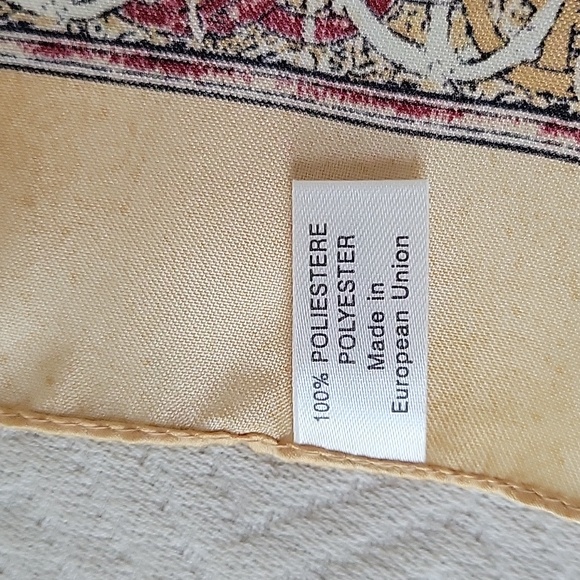 100% POLIESTERE
POLYESTER
Made in
European Union